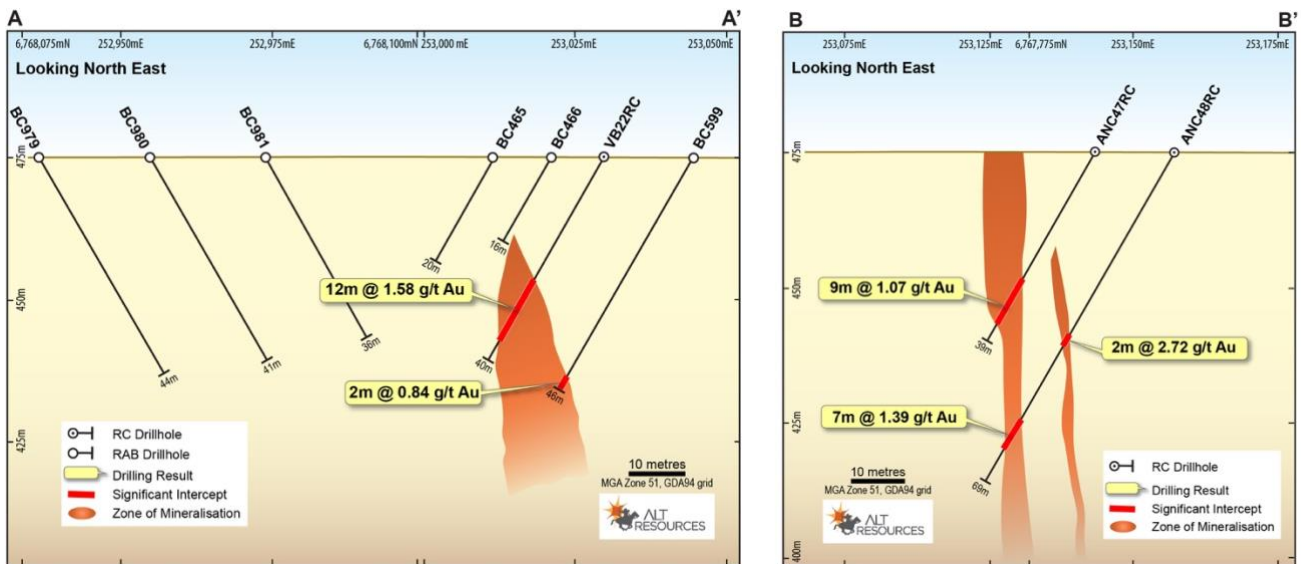 A
A'
6,768,075mN 252,950mE 252,975mE 6,768,100mN 253,000 mE 253,025mE 253,050mE
Looking North East
BC979
BC980
BC981
BC465
BC466
VB22RC
BC599
475m
16m
20m
12m @ 1.58 g/t Au
450m
36m
40m
41m
44m
2m @ 0.84 g/t Au
46m
RC Drillhole
RAB Drillhole
Drilling Result
Significant Intercept
Zone of Mineralisation
425m
10 metres
MGA Zone 51, GDA94 grid
ALT
RESOURCES
B
B'
253,075mE 253,125mE 6,767,775mN 253,150mE 253,175mE
Looking North East
ANC47RC
ANC48RC
475m
9m @ 1.07 g/t Au
450m
39m
2m @ 2.72 g/t Au
7m @ 1.39 g/t Au
425m
69m
10 metres
MGA Zone 51, GDA94 grid
ALT
RESOURCES
RC Drillhole
Drilling Result
Significant Intercept
Zone of Mineralisation
400m